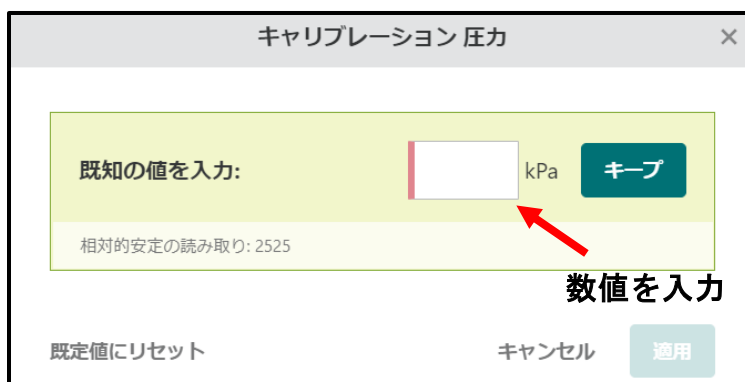 キャリブレーション 圧力 ×
既知の値を入力: kPa キープ
相対的安定の読み取り: 2525
数値を入力
既定値にリセット キャンセル 適用